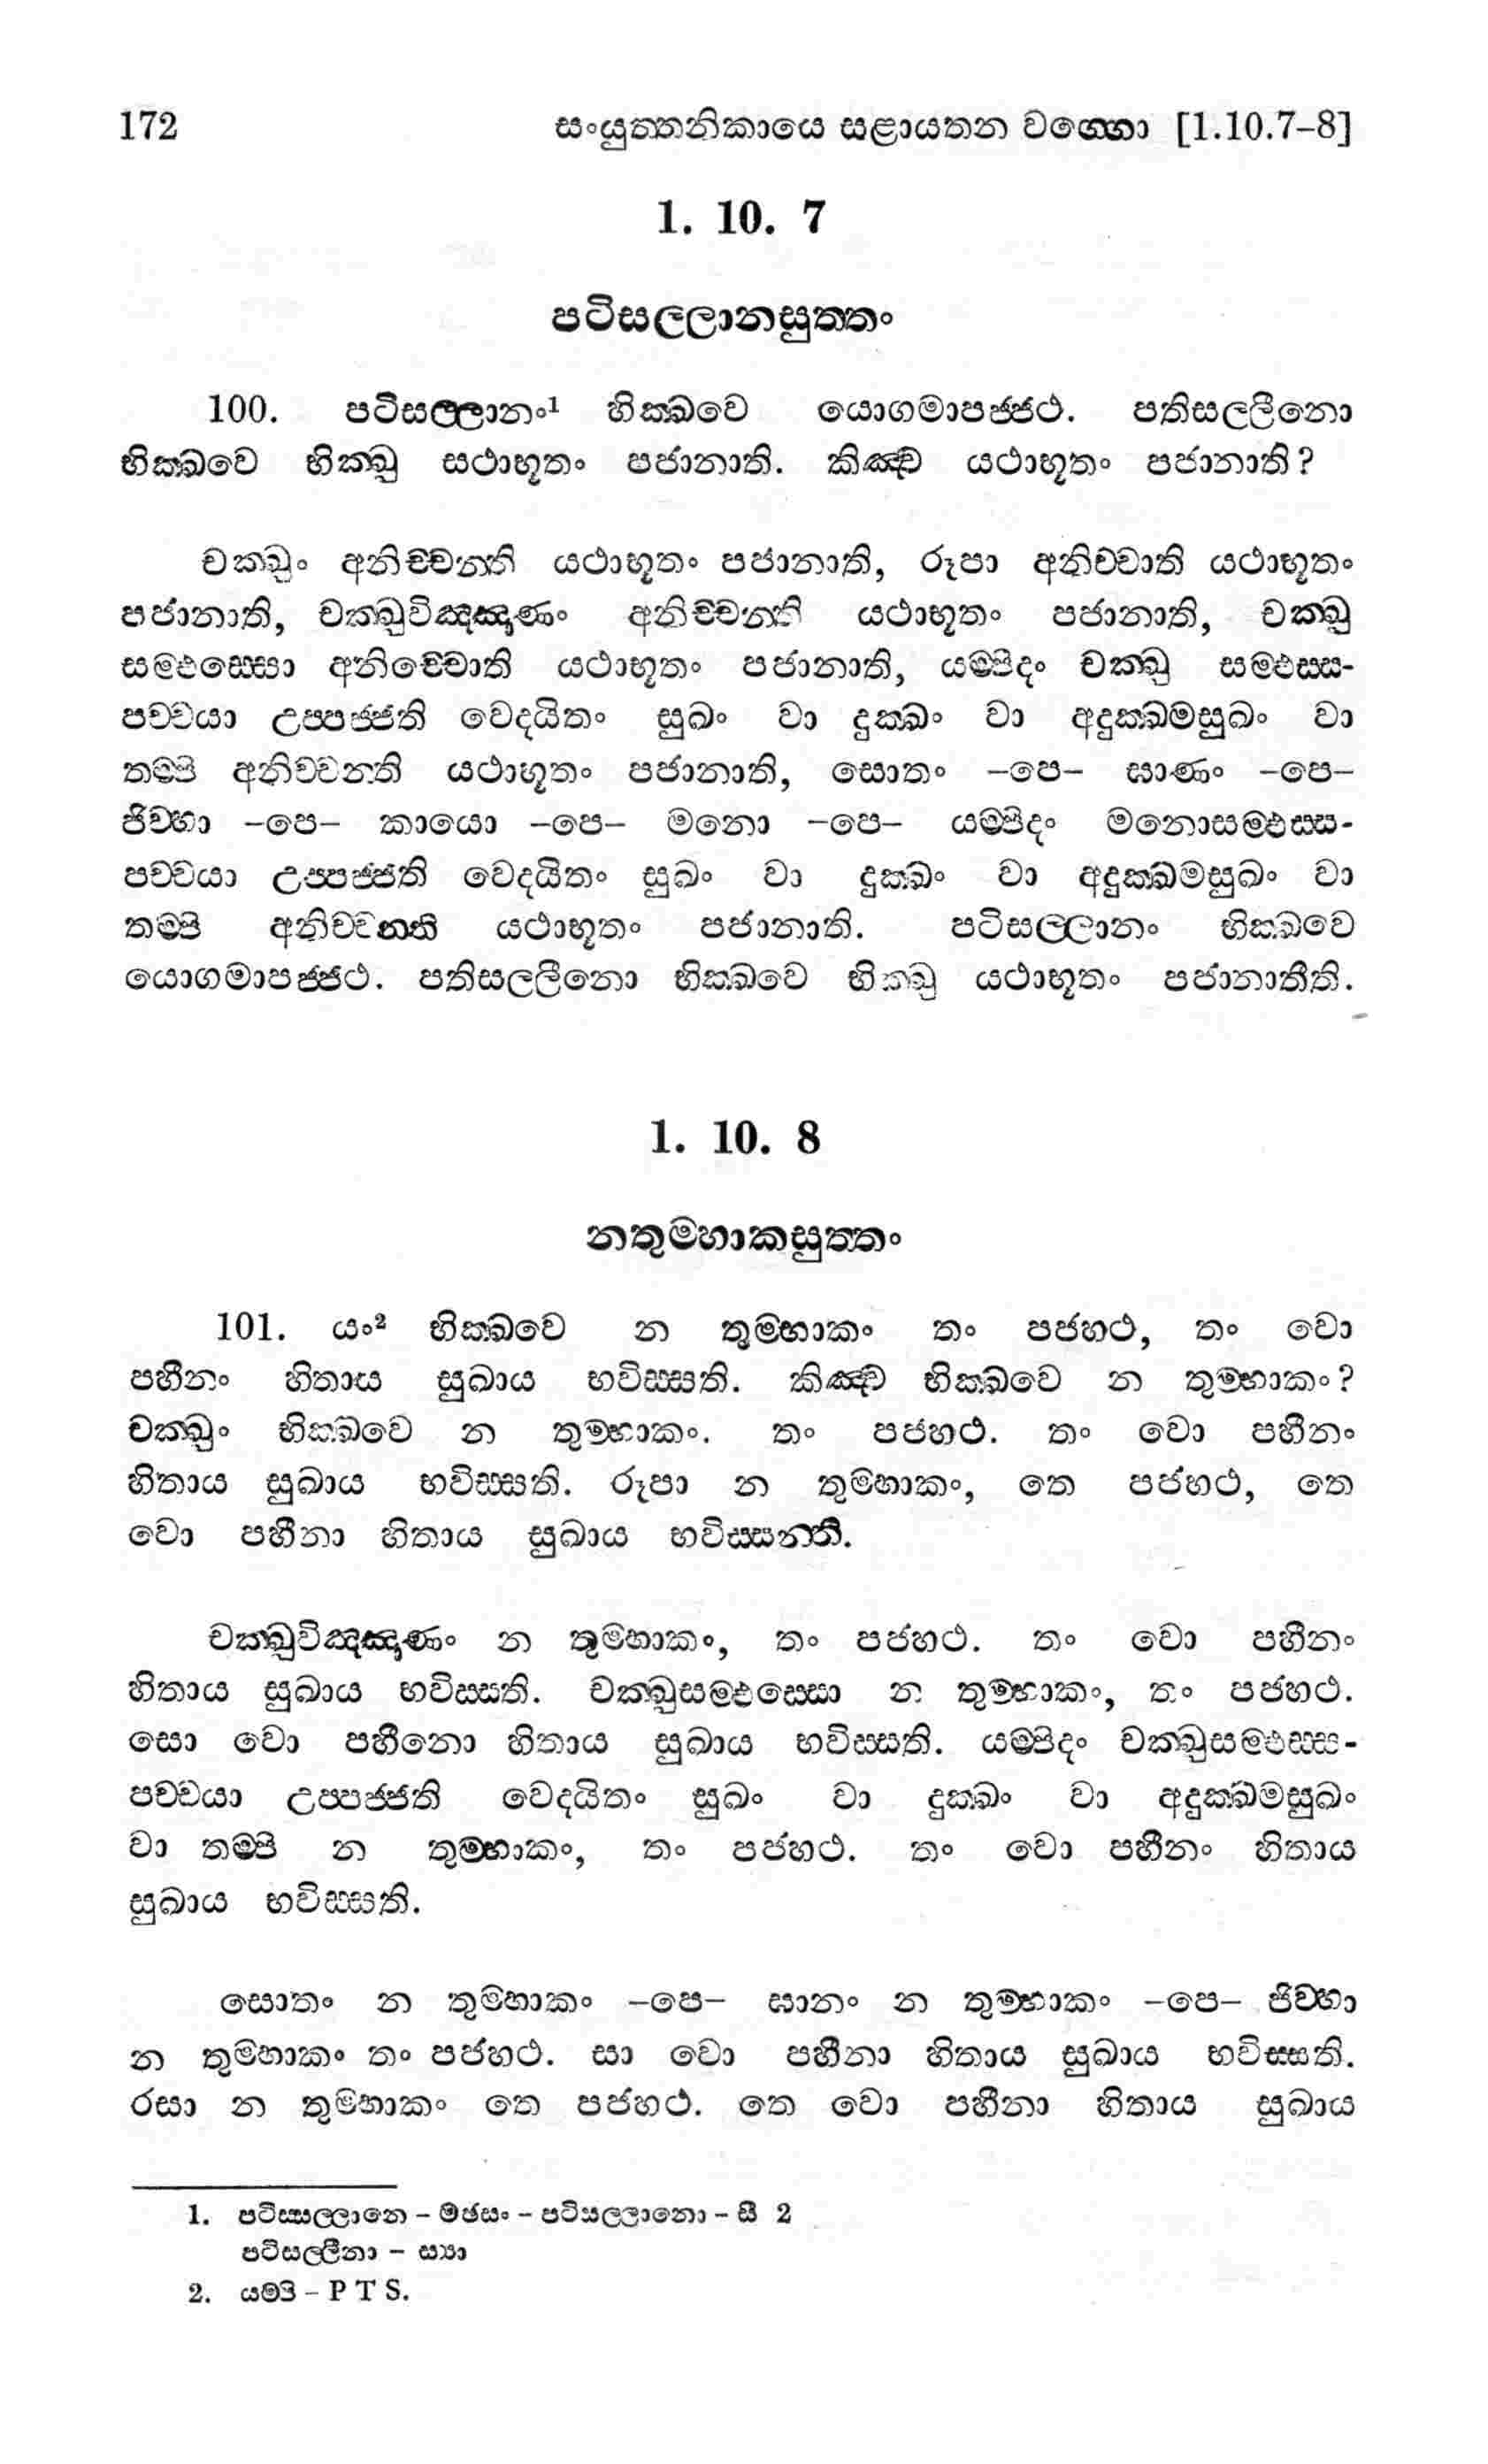 172 සංයුත්තනිකායෙ සළායතන වග්ගො [1.10.7–8]
1. 10. 7
පටිසල්ලානසුත්තං
100. පටිසල්ලානං1 භික්ඛවෙ යොගමාපජ්ජථ. පතිසල්ලීනො
භික්ඛවෙ භික්ඛු සථාභූතං පජානාති. කිඤ්ච යථාභූතං පජානාති?
චක්ඛුං අනිච්චන්ති යථාභූතං පජානාති, රූපා අනිච්චාති යථාභූතං
පජානාති, චක්ඛුවිඤ්ඤණං අනිච්චන්ති යථාභූතං පජානාති, චක්ඛු
සම්ඵස්සො අනිච්චොති යථාභූතං පජානාති, යම්පිදං චක්ඛු සම්ඵස්ස-
පච්චයා උප්පජ්ජති වෙදයිතං සුඛං වා දුක්ඛං වා අදුක්ඛමසුඛං වා
තම්පි අනිච්චන්ති යථාභූතං පජානාති, සොතං –පෙ– ඝාණං –පෙ–
ජිව්හා –පෙ– කායො –පෙ– මනො –පෙ– යම්පිදං මනොසම්ඵස්ස-
පච්චයා උප්පජ්ජති වෙදයිතං සුඛං වා දුක්ඛං වා අදුක්ඛමසුඛං වා
තම්පි අනිච්චන්ති යථාභූතං පජානාති. පටිසල්ලානං භික්ඛවෙ
යොගමාපජ්ජථ. පතිසල්ලීනො භික්ඛවෙ භික්ඛු යථාභූතං පජානාතීති.
1. 10. 8
නතුම්හාකසුත්තං
101. යං2 භික්ඛවෙ න තුම්හාකං තං පජහථ, තං වො
පහීනං හිතාය සුඛාය භවිස්සති. කිඤ්ච භික්ඛවෙ න තුම්හාකං?
චක්ඛුං භික්ඛවෙ න තුම්හාකං. තං පජහථ. තං වො පහීනං
හිතාය සුඛාය භවිස්සති. රූපා න තුම්හාකං, තෙ පජහථ, තෙ
වො පහීනා හිතාය සුඛාය භවිස්සන්ති.
චක්ඛුවිඤ්ඤණං න තුම්හාකං, තං පජහථ. තං වො පහීනං
හිතාය සුඛාය භවිස්සති. චක්ඛුසම්ඵස්සො න තුම්හාකං, තං පජහථ.
සො වො පහීනො හිතාය සුඛාය භවිස්සති. යම්පිදං චක්ඛුසම්ඵස්ස-
පච්චයා උප්පජ්ජති වෙදයිතං සුඛං වා දුක්ඛං වා අදුක්ඛමසුඛං
වා තම්පි න තුම්හාකං, තං පජහථ. තං වො පහීනං හිතාය
සුඛාය භවිස්සති.
සොතං න තුම්හාකං –පෙ– ඝානං න තුම්හාකං –පෙ– ජිව්හා
න තුම්හාකං තං පජහථ. සා වො පහීනා හිතාය සුඛාය භවිස්සති.
රසා න තුම්හාකං තෙ පජහථ. තෙ වො පහීනා හිතාය සුඛාය
1. පටිස්සල්ලානෙ – මඡසං – පටිසල්ලානො – සී 2
පටිසල්ලීනා – ස්‍යා
2. යම්පි – P T S.